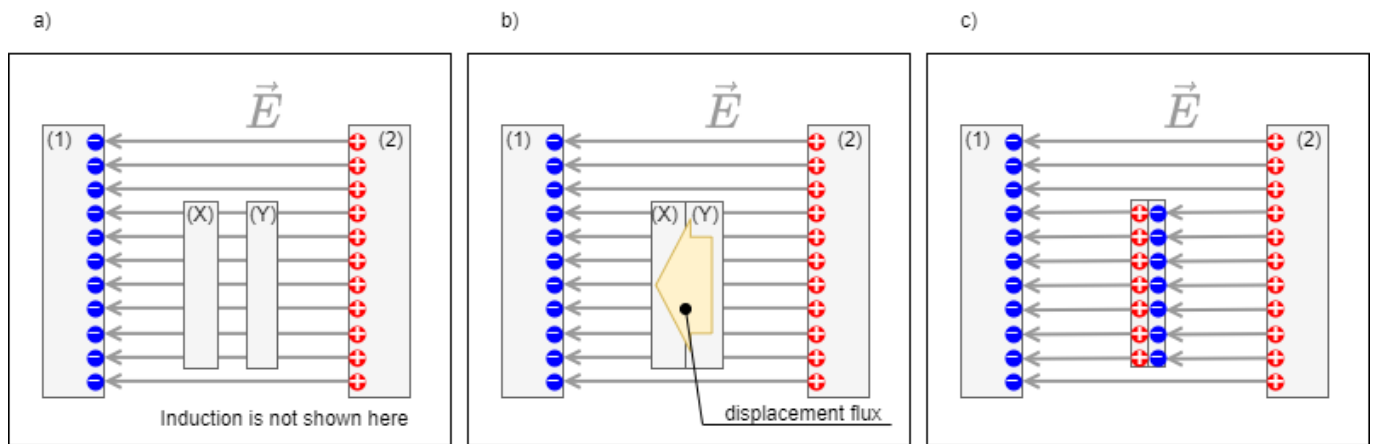 a)
b)
c)
E
E
E
(1)
(2)
(1)
(2)
(1)
(2)
(X)
(Y)
(X)
(Y)
Induction is not shown here
displacement flux